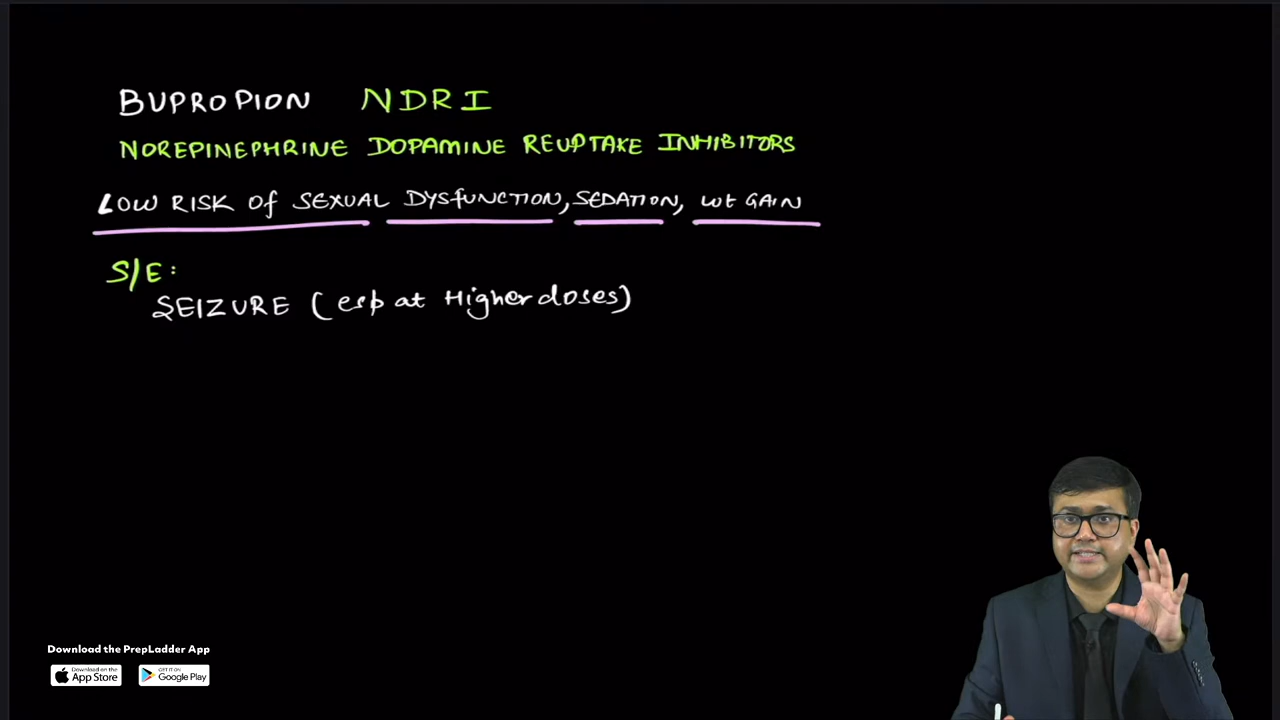 BUPROPION NDRI
NOREPINEPHRINE DOPAMINE REUPTAKE INHIBITORS
LOW RISK Of SEXUAL DYSfUNCTION, SEDATION, wt GAIN
S/E:
SEIZURE (esp at Higher doses)
Download the PrepLadder App
Download on the App Store
GET IT ON Google Play